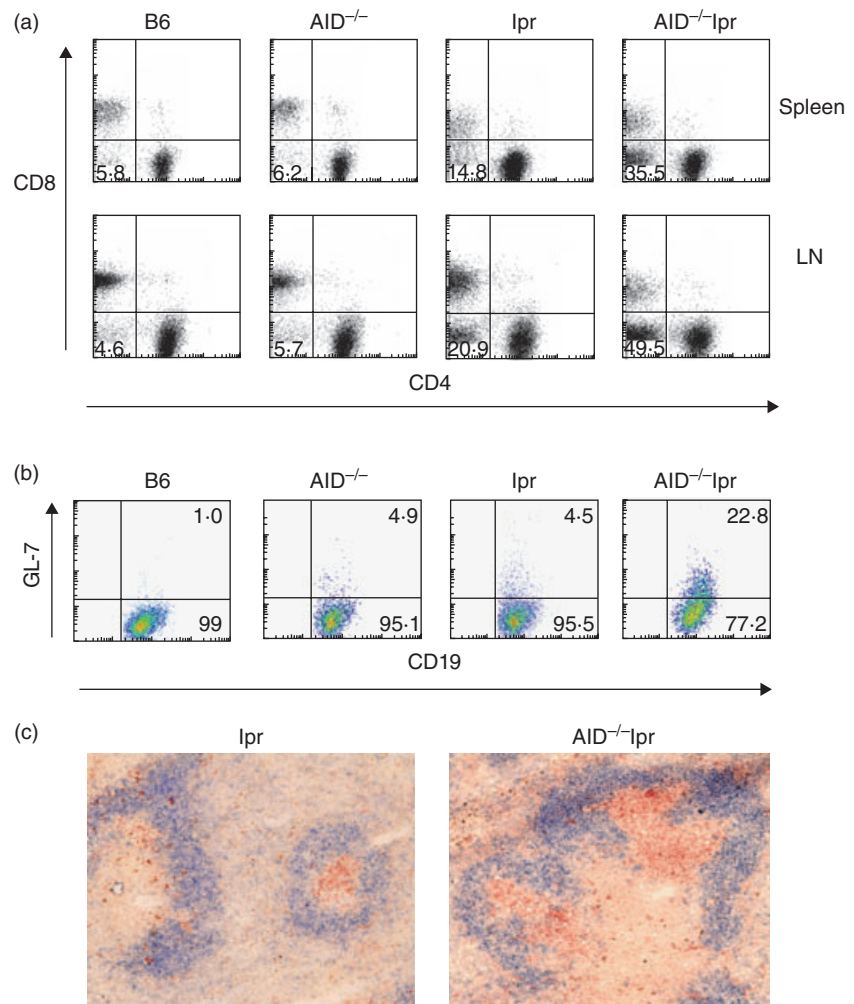 (a)
B6 AID–/– lpr AID–/–lpr
CD8
5·8 6·2 14·8 35·5
Spleen
4·6 5·7 20·9 49·5
LN
CD4
(b)
B6 AID–/– lpr AID–/–lpr
GL-7
1·0 4·9 4·5 22·8
99 95·1 95·5 77·2
CD19
(c)
lpr AID–/–lpr